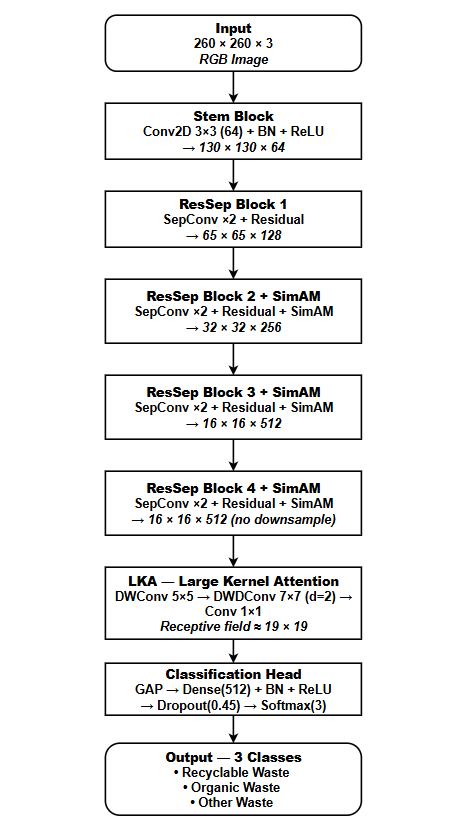 Input
260 × 260 × 3
RGB Image
Stem Block
Conv2D 3×3 (64) + BN + ReLU
→ 130 × 130 × 64
ResSep Block 1
SepConv ×2 + Residual
→ 65 × 65 × 128
ResSep Block 2 + SimAM
SepConv ×2 + Residual + SimAM
→ 32 × 32 × 256
ResSep Block 3 + SimAM
SepConv ×2 + Residual + SimAM
→ 16 × 16 × 512
ResSep Block 4 + SimAM
SepConv ×2 + Residual + SimAM
→ 16 × 16 × 512 (no downsample)
LKA — Large Kernel Attention
DWConv 5×5 → DWDConv 7×7 (d=2) →
Conv 1×1
Receptive field ≈ 19 × 19
Classification Head
GAP → Dense(512) + BN + ReLU
→ Dropout(0.45) → Softmax(3)
Output — 3 Classes
• Recyclable Waste
• Organic Waste
• Other Waste